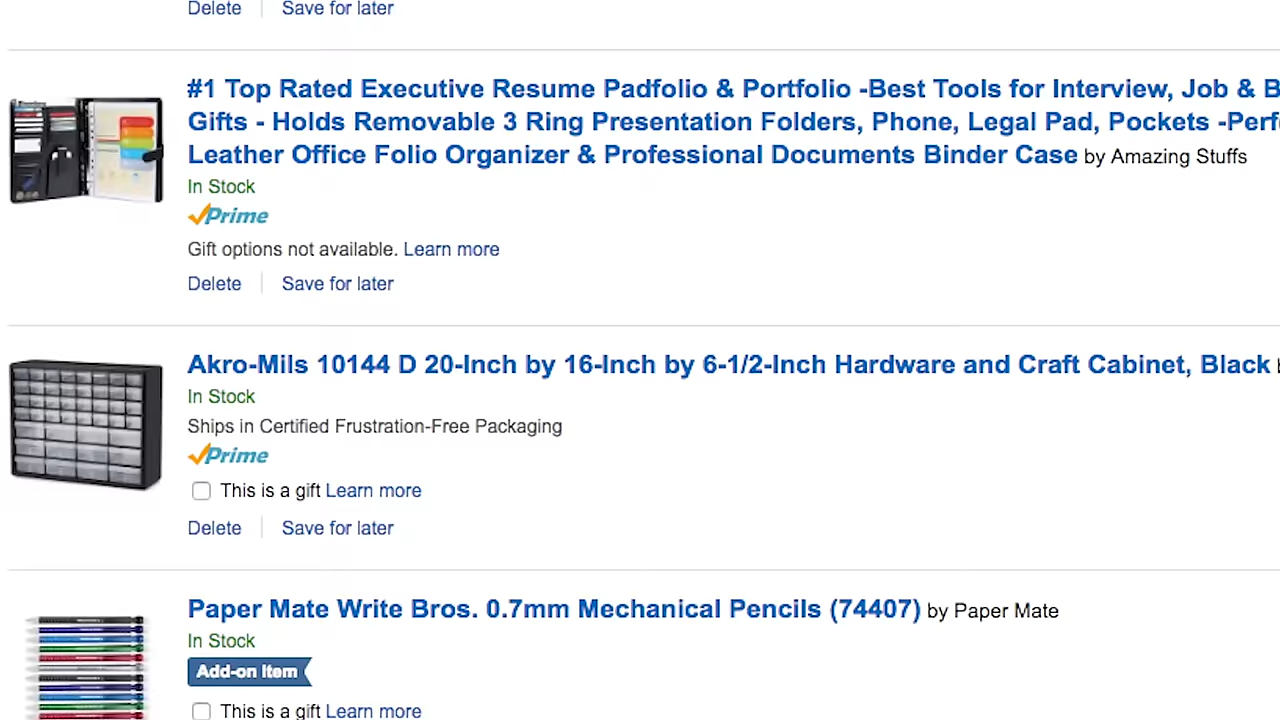 Delete Save for later
#1 Top Rated Executive Resume Padfolio & Portfolio -Best Tools for Interview, Job & B
Gifts - Holds Removable 3 Ring Presentation Folders, Phone, Legal Pad, Pockets -Perf
Leather Office Folio Organizer & Professional Documents Binder Case by Amazing Stuffs
In Stock
Prime
Gift options not available. Learn more
Delete Save for later
Akro-Mils 10144 D 20-Inch by 16-Inch by 6-1/2-Inch Hardware and Craft Cabinet, Black
In Stock
Ships in Certified Frustration-Free Packaging
Prime
This is a gift Learn more
Delete Save for later
Paper Mate Write Bros. 0.7mm Mechanical Pencils (74407) by Paper Mate
In Stock
Add-on Item
This is a gift Learn more